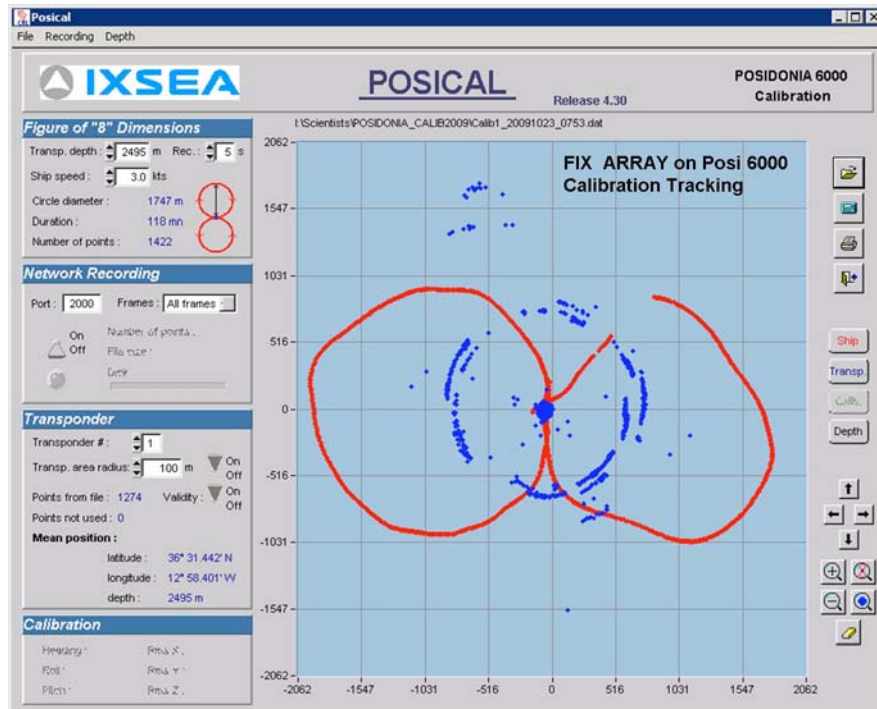 Posical
File Recording Depth
IXSEA
POSICAL
Release 4.30
POSIDONIA 6000
Calibration
Figure of "8" Dimensions
Transp. depth : 2495 m Rec. : 5 s
Ship speed : 3.0 kts
Circle diameter : 1747 m
Duration : 118 mn
Number of points : 1422
Network Recording
Port : 2000 Frames : All frames
On
Off
Number of points :
File size :
Transponder
Transponder # : 1
Transp. area radius: 100 m On
Off
Points from file : 1274 Validity : On
Off
Points not used : 0
Mean position :
latitude : 36° 31.442' N
longitude : 12° 58.401' W
depth : 2495 m
Calibration
Heading : Rms X :
Roll : Rms Y :
Pitch : Rms Z :
I:\Scientists\POSIDONIA_CALIB2009\Calib1_20091023_0753.dat
FIX ARRAY on Posi 6000
Calibration Tracking
2062
1547
1031
516
0
-516
-1031
-1547
-2062
-2062 -1547 -1031 -516 0 516 1031 1547 2062
Ship
Transp.
Calib.
Depth